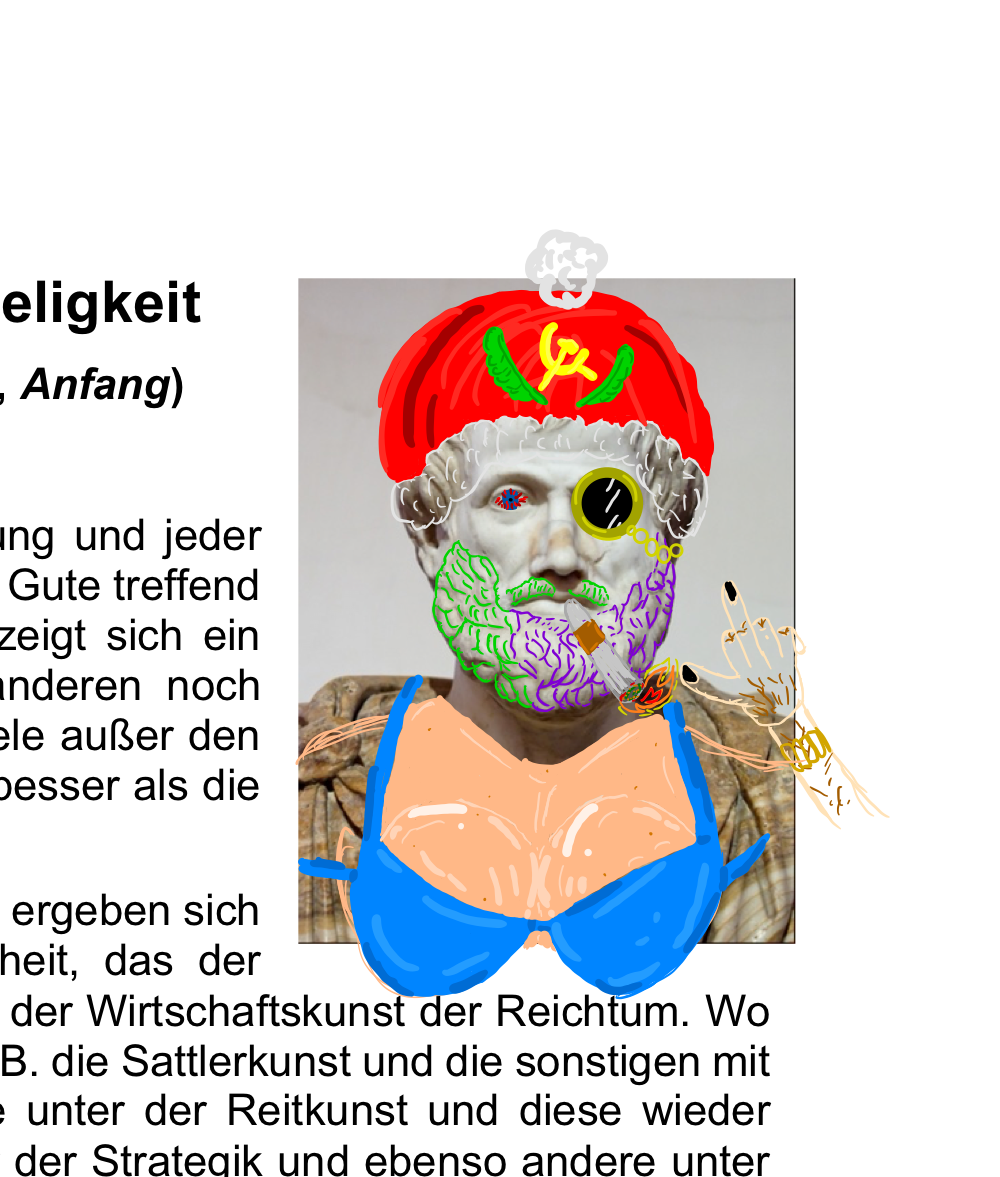 eligkeit
, Anfang)
ung und jeder
Gute treffend
zeigt sich ein
anderen noch
ele außer den
besser als die
ergeben sich
heit, das der
der Wirtschaftskunst der Reichtum. Wo
B. die Sattlerkunst und die sonstigen mit
e unter der Reitkunst und diese wieder
der Strategik und ebenso andere unter